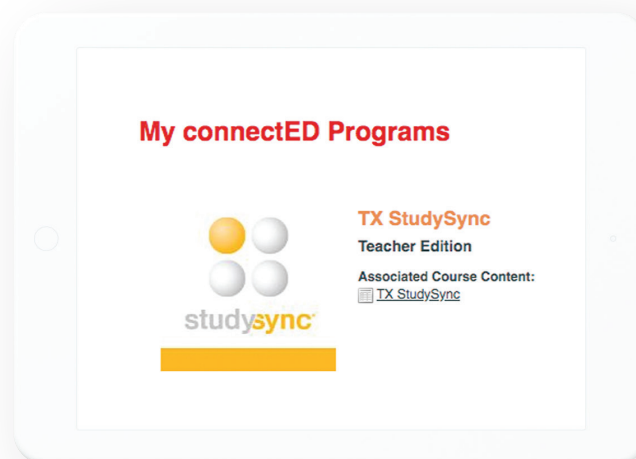 My connectED Programs
TX StudySync
Teacher Edition
Associated Course Content:
TX StudySync
studysync